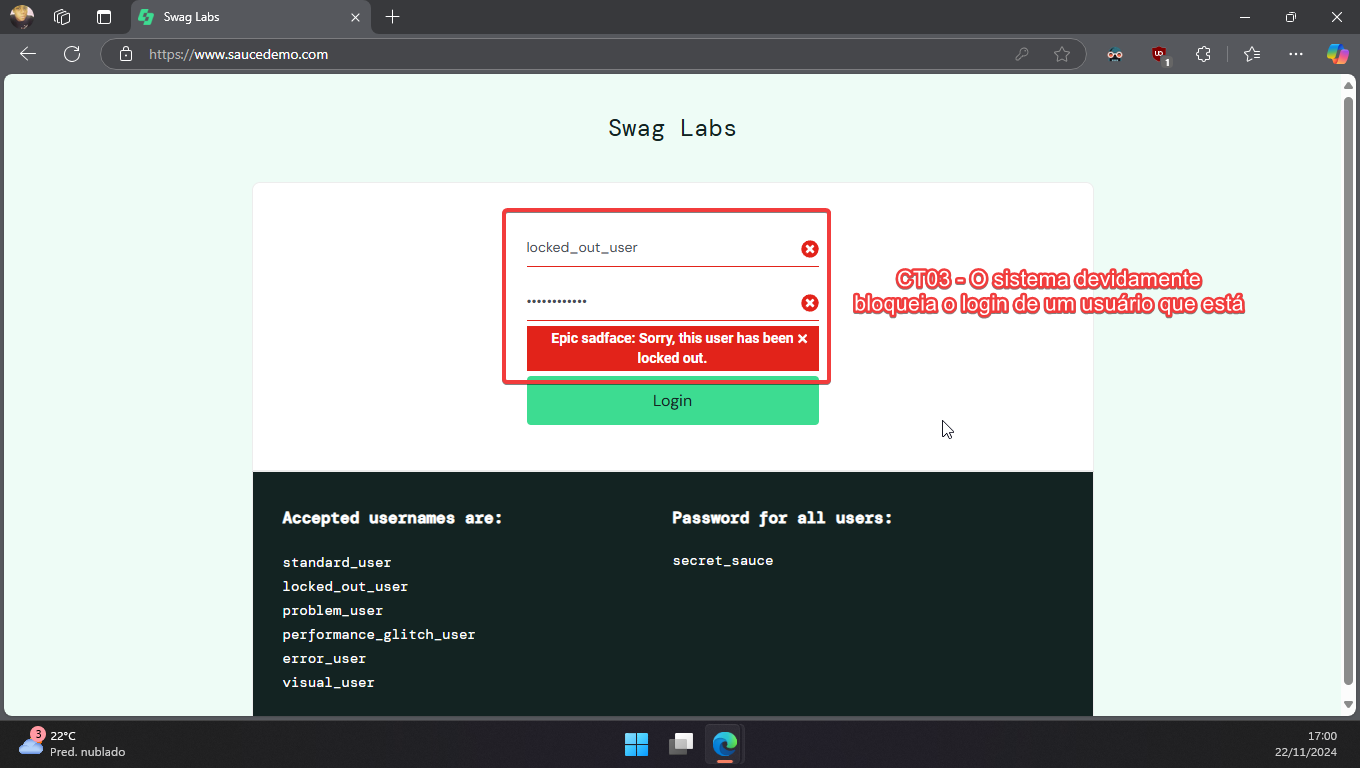 Swag Labs
https://www.saucedemo.com
1
Swag Labs
locked_out_user
••••••••••••
CT03 - O sistema devidamente
bloqueia o login de um usuário que está
Epic sadface: Sorry, this user has been
locked out.
Login
Accepted usernames are:
standard_user
locked_out_user
problem_user
performance_glitch_user
error_user
visual_user
Password for all users:
secret_sauce
3
22°C
Pred. nublado
17:00
22/11/2024